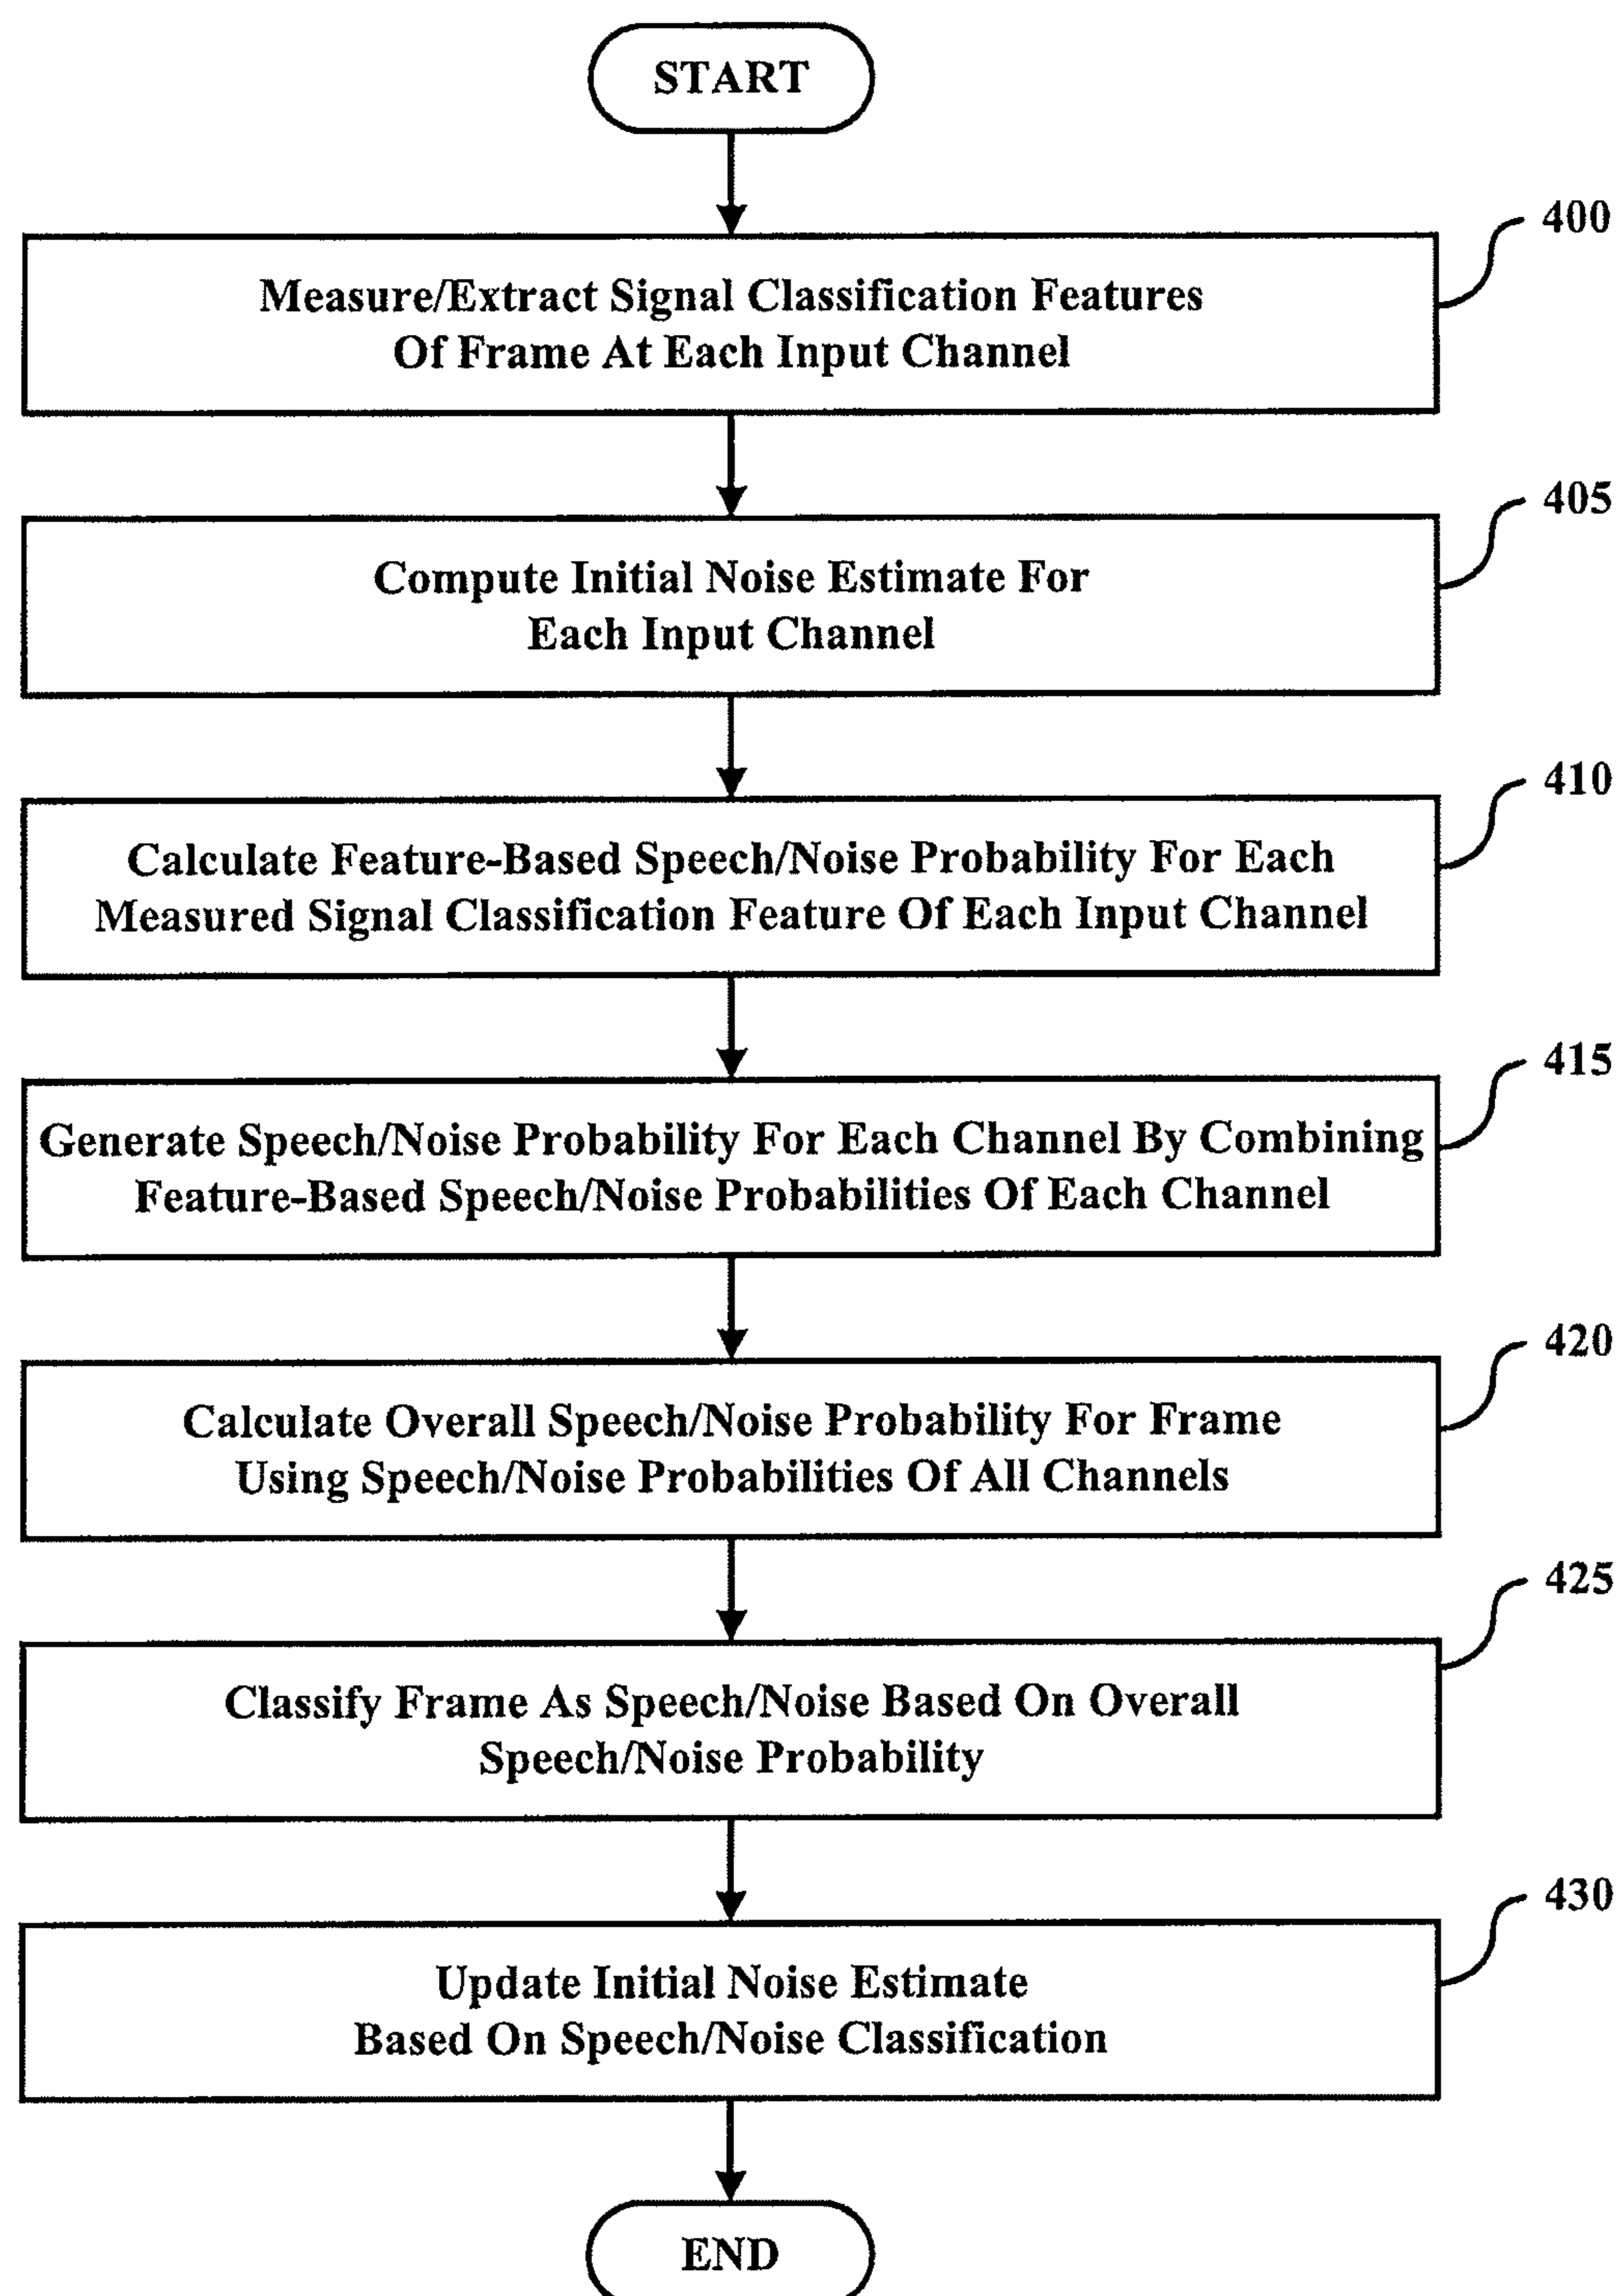 START
400
Measure/Extract Signal Classification Features
Of Frame At Each Input Channel
405
Compute Initial Noise Estimate For
Each Input Channel
410
Calculate Feature-Based Speech/Noise Probability For Each
Measured Signal Classification Feature Of Each Input Channel
415
Generate Speech/Noise Probability For Each Channel By Combining
Feature-Based Speech/Noise Probabilities Of Each Channel
420
Calculate Overall Speech/Noise Probability For Frame
Using Speech/Noise Probabilities Of All Channels
425
Classify Frame As Speech/Noise Based On Overall
Speech/Noise Probability
430
Update Initial Noise Estimate
Based On Speech/Noise Classification
END